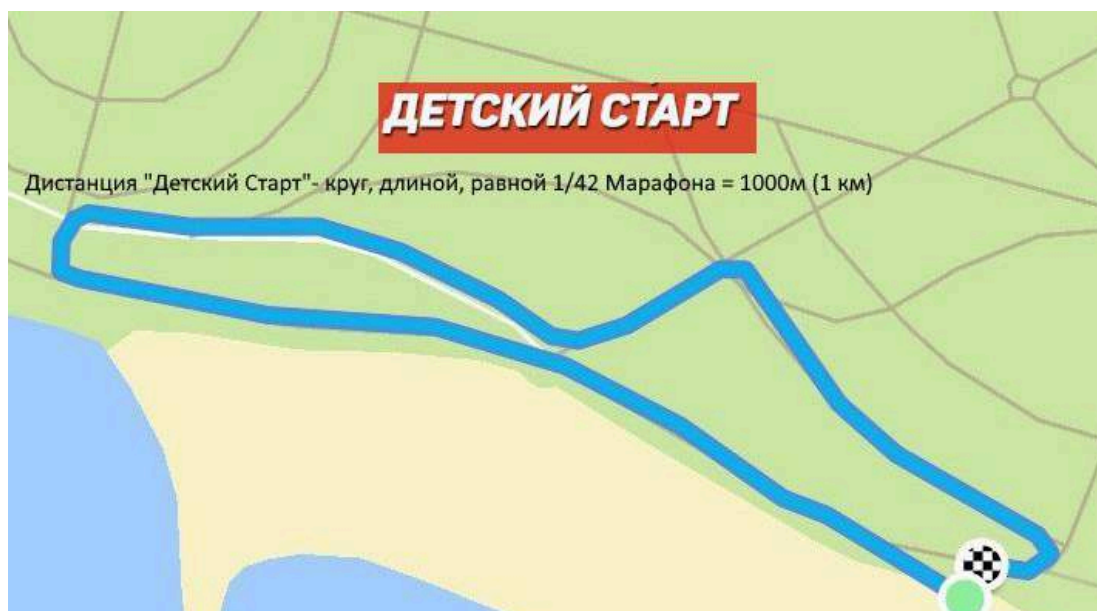 ДЕТСКИЙ СТАРТ
Дистанция "Детский Старт"- круг, длиной, равной 1/42 Марафона = 1000м (1 км)